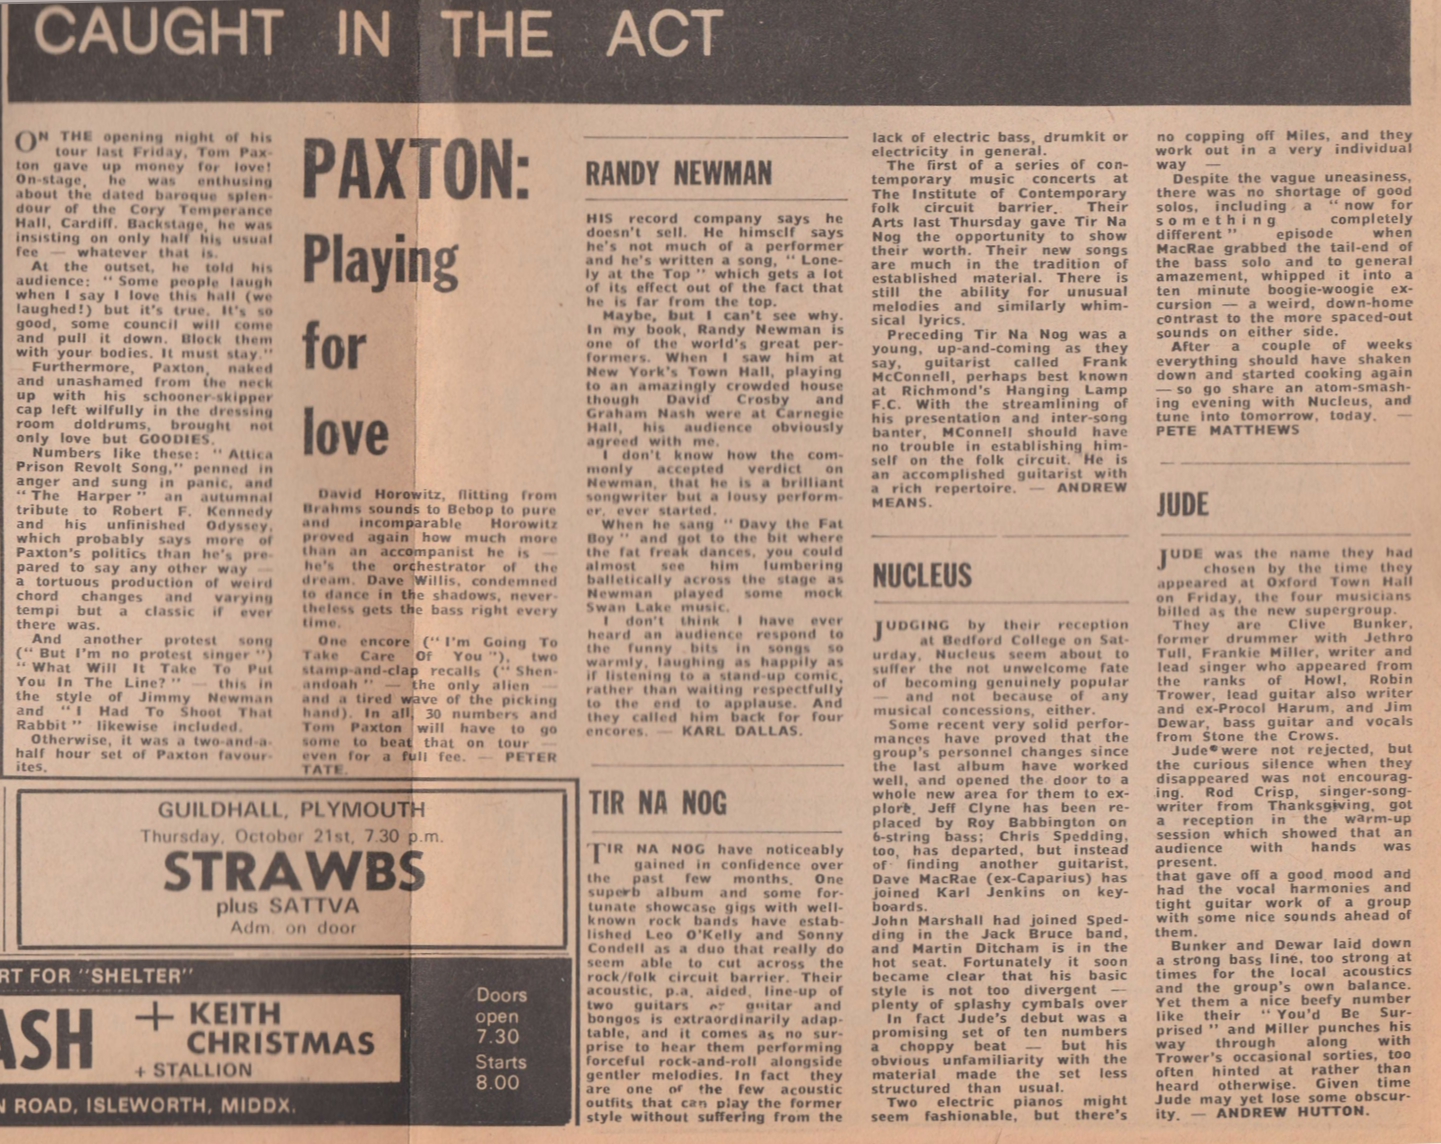 CAUGHT IN THE ACT
ON THE opening night of his
tour last Friday, Tom Pax-
ton gave up money for love!
On-stage, he was enthusing
about the dated baroque splen-
dour of the Cory Temperance
Hall, Cardiff. Backstage, he was
insisting on only half his usual
fee — whatever that is.
At the outset, he told his
audience: "Some people laugh
when I say I love this hall (we
laughed!) but it's true. It's so
good, some council will come
and pull it down. Block them
with your bodies. It must stay."
Furthermore, Paxton, naked
and unashamed from the neck
up with his schooner-skipper
cap left wilfully in the dressing
room doldrums, brought not
only love but GOODIES.
Numbers like these: "Attica
Prison Revolt Song," penned in
anger and sung in panic, and
"The Harper" an autumnal
tribute to Robert F. Kennedy
and his unfinished Odyssey,
which probably says more of
Paxton's politics than he's pre-
pared to say any other way —
a tortuous production of weird
chord changes and varying
tempi but a classic if ever
there was.
And another protest song
("But I'm no protest singer")
"What Will It Take To Put
You In The Line?" — this in
the style of Jimmy Newman
and "I Had To Shoot That
Rabbit" likewise included.
Otherwise, it was a two-and-a-
half hour set of Paxton favour-
ites.
PAXTON:
Playing
for
love
David Horowitz, flitting from
Brahms sounds to Bebop to pure
and incomparable Horowitz
proved again how much more
than an accompanist he is —
he's the orchestrator of the
dream. Dave Willis, condemned
to dance in the shadows, never-
theless gets the bass right every
time.
One encore ("I'm Going To
Take Care Of You"), two
stamp-and-clap recalls ("Shen-
andoah" — the only alien —
and a tired wave of the picking
hand). In all, 30 numbers and
Tom Paxton will have to go
some to beat that on tour —
even for a full fee. — PETER
TATE.
GUILDHALL, PLYMOUTH
Thursday, October 21st, 7.30 p.m.
STRAWBS
plus SATTVA
Adm. on door
RT FOR "SHELTER"
ASH
+ KEITH
CHRISTMAS
+ STALLION
Doors
open
7.30
Starts
8.00
N ROAD, ISLEWORTH, MIDDX.
RANDY NEWMAN
HIS record company says he
doesn't sell. He himself says
he's not much of a performer
and he's written a song, "Lone-
ly at the Top" which gets a lot
of its effect out of the fact that
he is far from the top.
Maybe, but I can't see why.
In my book, Randy Newman is
one of the world's great per-
formers. When I saw him at
New York's Town Hall, playing
to an amazingly crowded house
though David Crosby and
Graham Nash were at Carnegie
Hall, his audience obviously
agreed with me.
I don't know how the com-
monly accepted verdict on
Newman, that he is a brilliant
songwriter but a lousy perform-
er, ever started.
When he sang "Davy the Fat
Boy" and got to the bit where
the fat freak dances, you could
almost see him lumbering
balletically across the stage as
Newman played some mock
Swan Lake music.
I don't think I have ever
heard an audience respond to
the funny bits in songs so
warmly, laughing as happily as
if listening to a stand-up comic,
rather than waiting respectfully
to the end to applause. And
they called him back for four
encores. — KARL DALLAS.
TIR NA NOG
TIR NA NOG have noticeably
gained in confidence over
the past few months. One
superb album and some for-
tunate showcase gigs with well-
known rock bands have estab-
lished Leo O'Kelly and Sonny
Condell as a duo that really do
seem able to cut across the
rock/folk circuit barrier. Their
acoustic, p.a. aided, line-up of
two guitars or guitar and
bongos is extraordinarily adap-
table, and it comes as no sur-
prise to hear them performing
forceful rock-and-roll alongside
gentler melodies. In fact they
are one of the few acoustic
outfits that can play the former
style without suffering from the
lack of electric bass, drumkit or
electricity in general.
The first of a series of con-
temporary music concerts at
The Institute of Contemporary
folk circuit barrier. Their
Arts last Thursday gave Tir Na
Nog the opportunity to show
their worth. Their new songs
are much in the tradition of
established material. There is
still the ability for unusual
melodies and similarly whim-
sical lyrics.
Preceding Tir Na Nog was a
young, up-and-coming as they
say, guitarist called Frank
McConnell, perhaps best known
at Richmond's Hanging Lamp
F.C. With the streamlining of
his presentation and inter-song
banter, MConnell should have
no trouble in establishing him-
self on the folk circuit. He is
an accomplished guitarist with
a rich repertoire. — ANDREW
MEANS.
NUCLEUS
JUDGING by their reception
at Bedford College on Sat-
urday, Nucleus seem about to
suffer the not unwelcome fate
of becoming genuinely popular
— and not because of any
musical concessions, either.
Some recent very solid perfor-
mances have proved that the
group's personnel changes since
the last album have worked
well, and opened the door to a
whole new area for them to ex-
plore. Jeff Clyne has been re-
placed by Roy Babbington on
6-string bass; Chris Spedding,
too, has departed, but instead
of finding another guitarist,
Dave MacRae (ex-Caparius) has
joined Karl Jenkins on key-
boards.
John Marshall had joined Sped-
ding in the Jack Bruce band,
and Martin Ditcham is in the
hot seat. Fortunately it soon
became clear that his basic
style is not too divergent —
plenty of splashy cymbals over
In fact Jude's debut was a
promising set of ten numbers
a choppy beat — but his
obvious unfamiliarity with the
material made the set less
structured than usual.
Two electric pianos might
seem fashionable, but there's
no copping off Miles, and they
work out in a very individual
way —
Despite the vague uneasiness,
there was no shortage of good
solos, including a "now for
something completely
different" episode when
MacRae grabbed the tail-end of
the bass solo and to general
amazement, whipped it into a
ten minute boogie-woogie ex-
cursion — a weird, down-home
contrast to the more spaced-out
sounds on either side.
After a couple of weeks
everything should have shaken
down and started cooking again
— so go share an atom-smash-
ing evening with Nucleus, and
tune into tomorrow, today. —
PETE MATTHEWS
JUDE
JUDE was the name they had
chosen by the time they
appeared at Oxford Town Hall
on Friday, the four musicians
billed as the new supergroup.
They are Clive Bunker,
former drummer with Jethro
Tull, Frankie Miller, writer and
lead singer who appeared from
the ranks of Howl, Robin
Trower, lead guitar also writer
and ex-Procol Harum, and Jim
Dewar, bass guitar and vocals
from Stone the Crows.
Jude were not rejected, but
the curious silence when they
disappeared was not encourag-
ing. Rod Crisp, singer-song-
writer from Thanksgiving, got
a reception in the warm-up
session which showed that an
audience with hands was
present.
that gave off a good mood and
had the vocal harmonies and
tight guitar work of a group
with some nice sounds ahead of
them.
Bunker and Dewar laid down
a strong bass line, too strong at
times for the local acoustics
and the group's own balance.
Yet them a nice beefy number
like their "You'd Be Sur-
prised" and Miller punches his
way through along with
Trower's occasional sorties, too
often hinted at rather than
heard otherwise. Given time
Jude may yet lose some obscur-
ity. — ANDREW HUTTON.